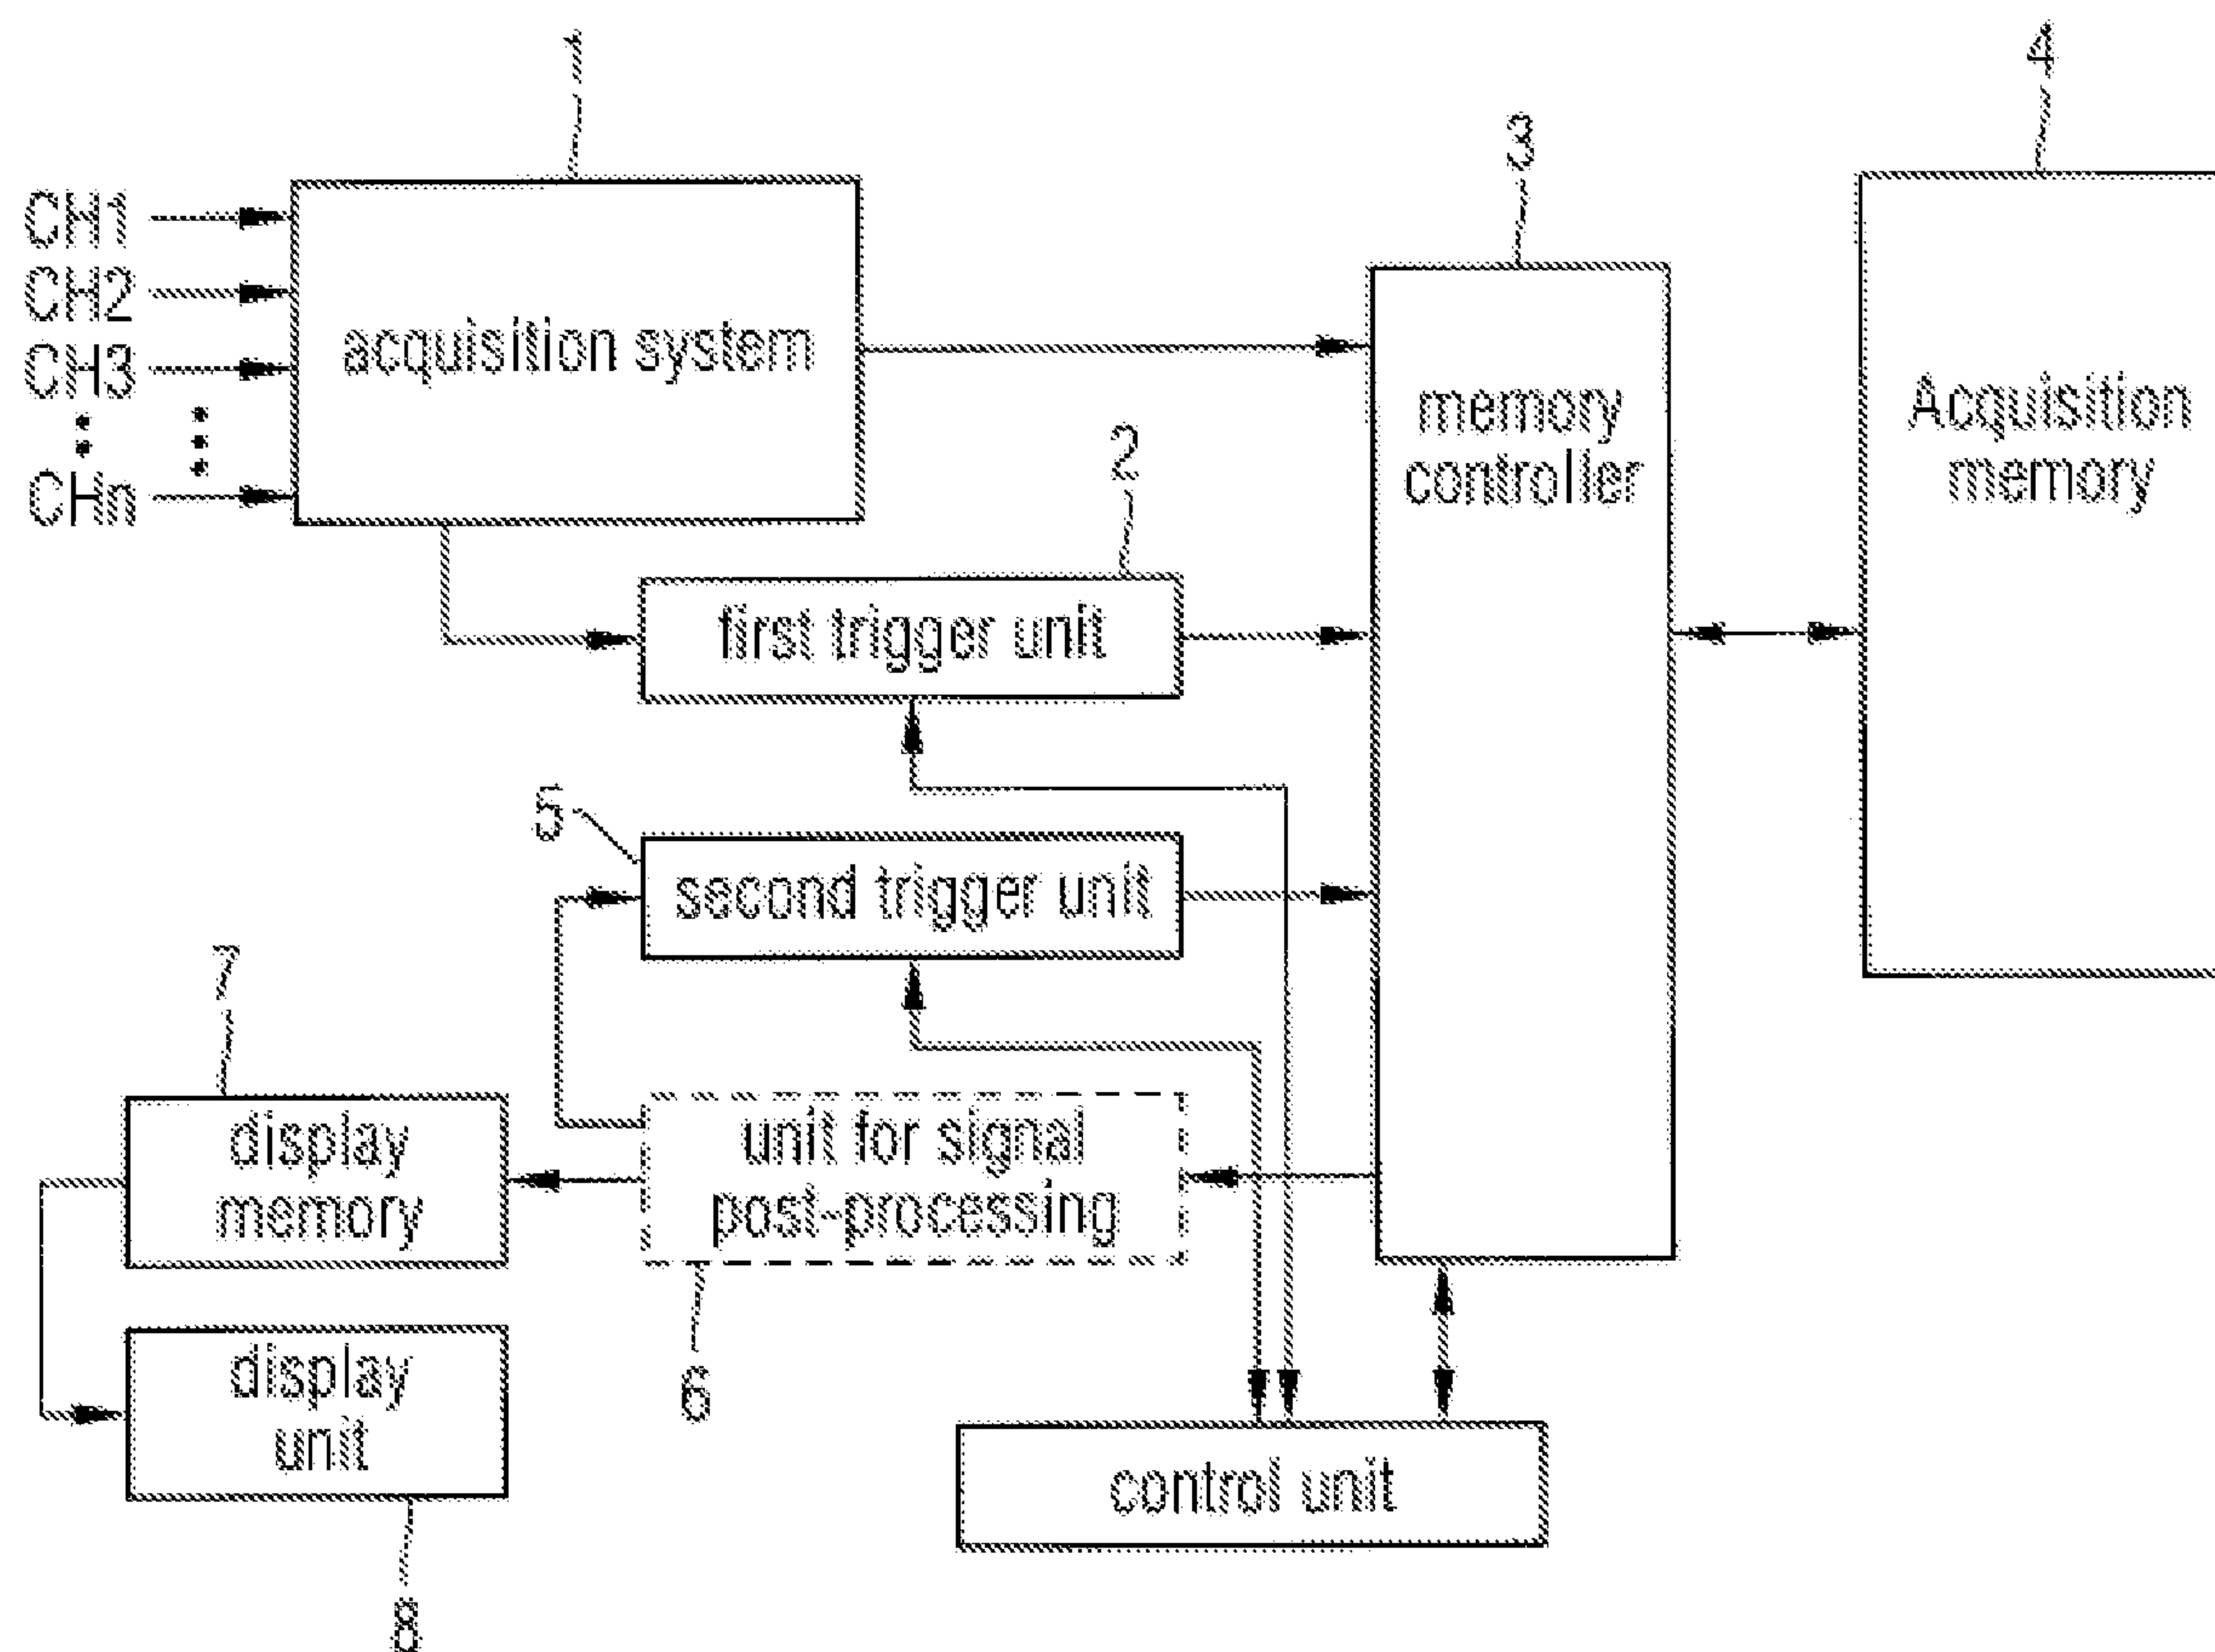 1
4
3
CH1
CH2
CH3
CHn
acquisition system
memory
controller
Acquisition
memory
2
first trigger unit
5
second trigger unit
7
display
memory
unit for signal
post-processing
6
display
unit
8
control unit